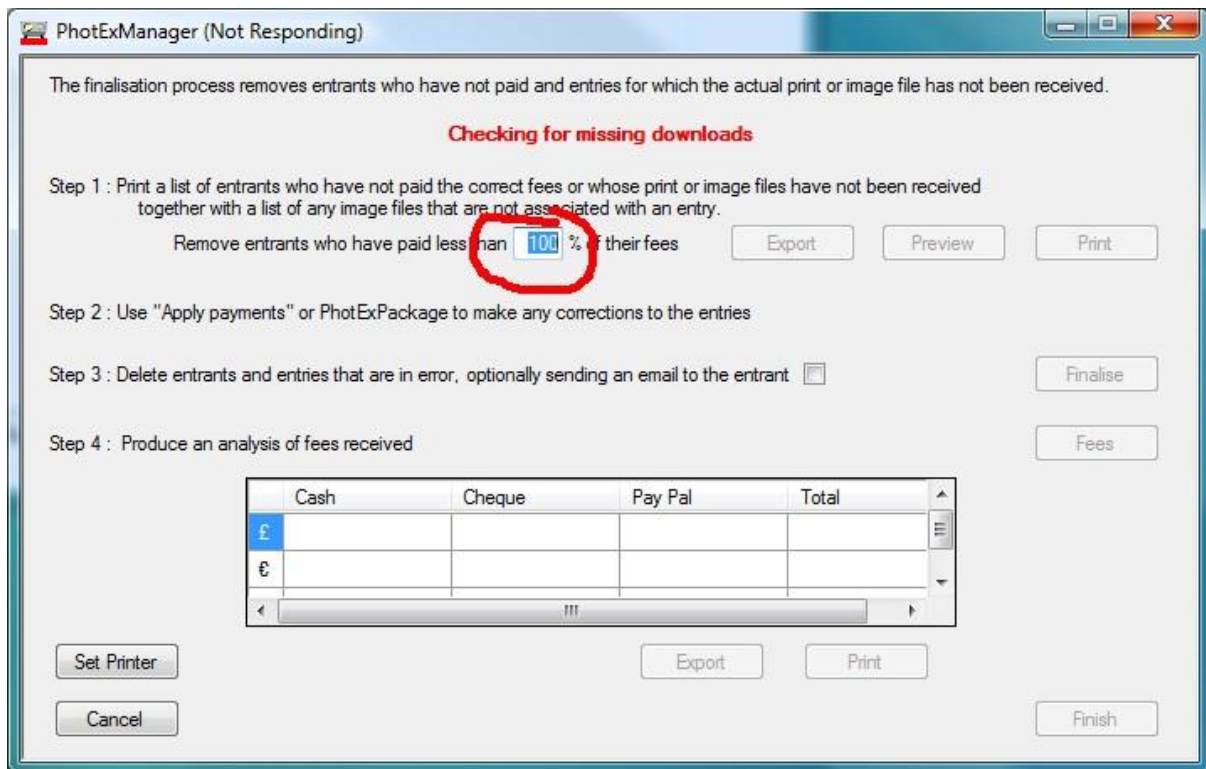 PhotExManager (Not Responding)
The finalisation process removes entrants who have not paid and entries for which the actual print or image file has not been received.
Checking for missing downloads
Step 1 : Print a list of entrants who have not paid the correct fees or whose print or image files have not been received
together with a list of any image files that are not associated with an entry.
Remove entrants who have paid less than 100 % of their fees Export Preview Print
Step 2 : Use "Apply payments" or PhotExPackage to make any corrections to the entries
Step 3 : Delete entrants and entries that are in error, optionally sending an email to the entrant Finalise
Step 4 : Produce an analysis of fees received Fees
Cash Cheque Pay Pal Total
£
€
Set Printer Export Print
Cancel Finish